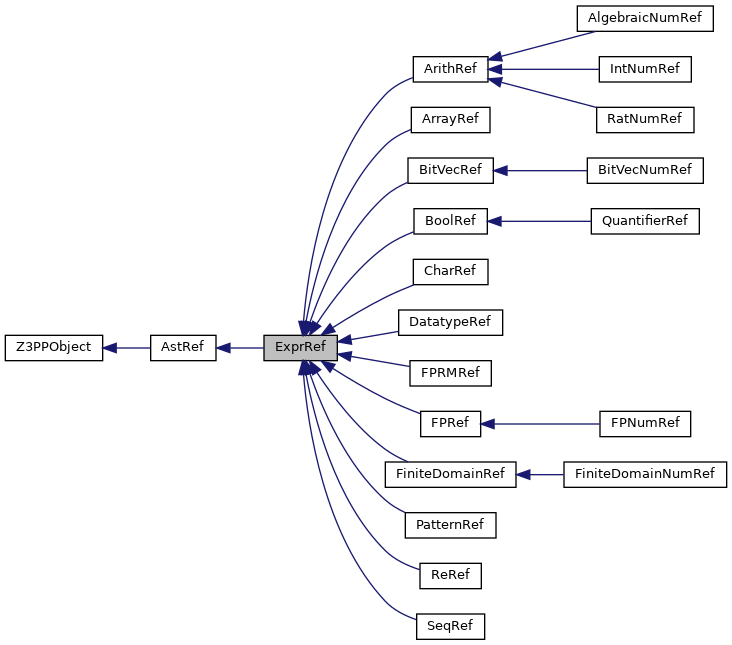 AlgebraicNumRef
ArithRef
IntNumRef
RatNumRef
ArrayRef
BitVecRef
BitVecNumRef
BoolRef
QuantifierRef
CharRef
DatatypeRef
Z3PPObject
AstRef
ExprRef
FPRMRef
FPRef
FPNumRef
FiniteDomainRef
FiniteDomainNumRef
PatternRef
ReRef
SeqRef